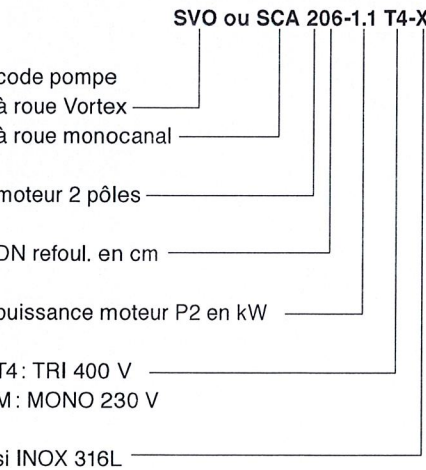 SVO ou SCA 206-1.1 T4-X
code pompe
à roue Vortex
à roue monocanal
moteur 2 pôles
DN refoul. en cm
puissance moteur P2 en kW
T4 : TRI 400 V
M : MONO 230 V
si INOX 316L